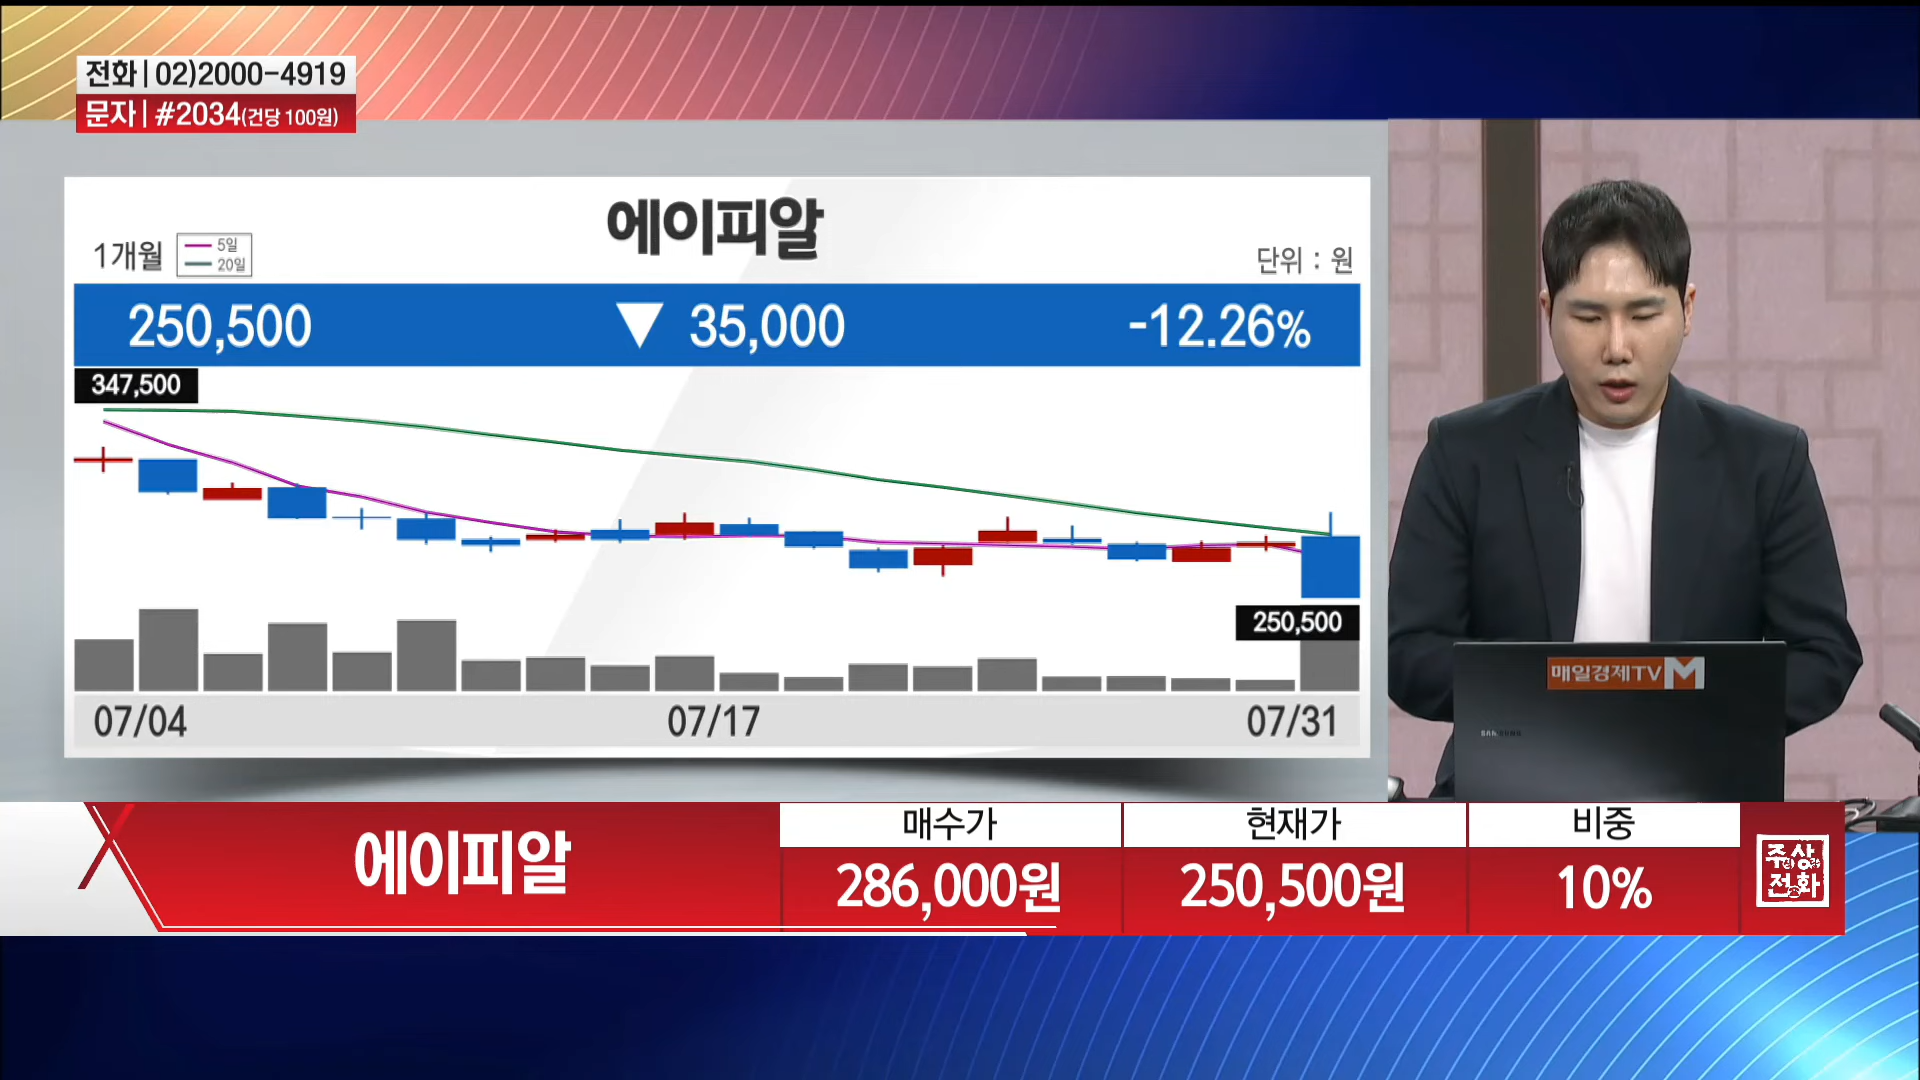 전화 | 02)2000-4919
문자 | #2034(건당 100원)
에이피알
1개월
5일
20일
단위 : 원
250,500 ▼ 35,000 -12.26%
347,500
250,500
07/04 07/17 07/31
매일경제TV M
SAMSUNG
에이피알
매수가 현재가 비중
286,000원 250,500원 10%
주상
전화